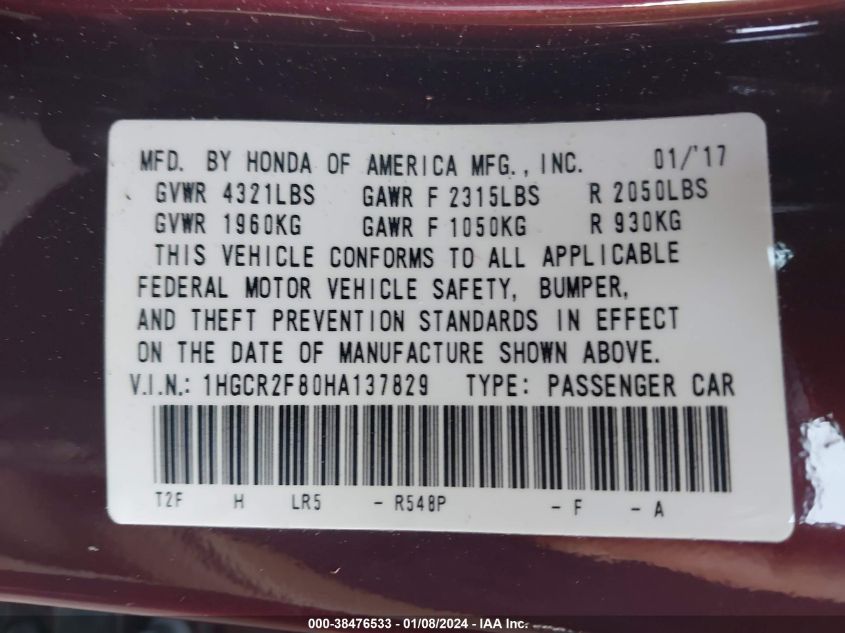 MFD. BY HONDA OF AMERICA MFG., INC. 01/'17
GVWR 4321LBS GAWR F 2315LBS R 2050LBS
GVWR 1960KG GAWR F 1050KG R 930KG
THIS VEHICLE CONFORMS TO ALL APPLICABLE
FEDERAL MOTOR VEHICLE SAFETY, BUMPER,
AND THEFT PREVENTION STANDARDS IN EFFECT
ON THE DATE OF MANUFACTURE SHOWN ABOVE.
V.I.N.: 1HGCR2F80HA137829 TYPE: PASSENGER CAR
T2F H LR5 - R548P - F - A
000-38476533 - 01/08/2024 - IAA Inc.